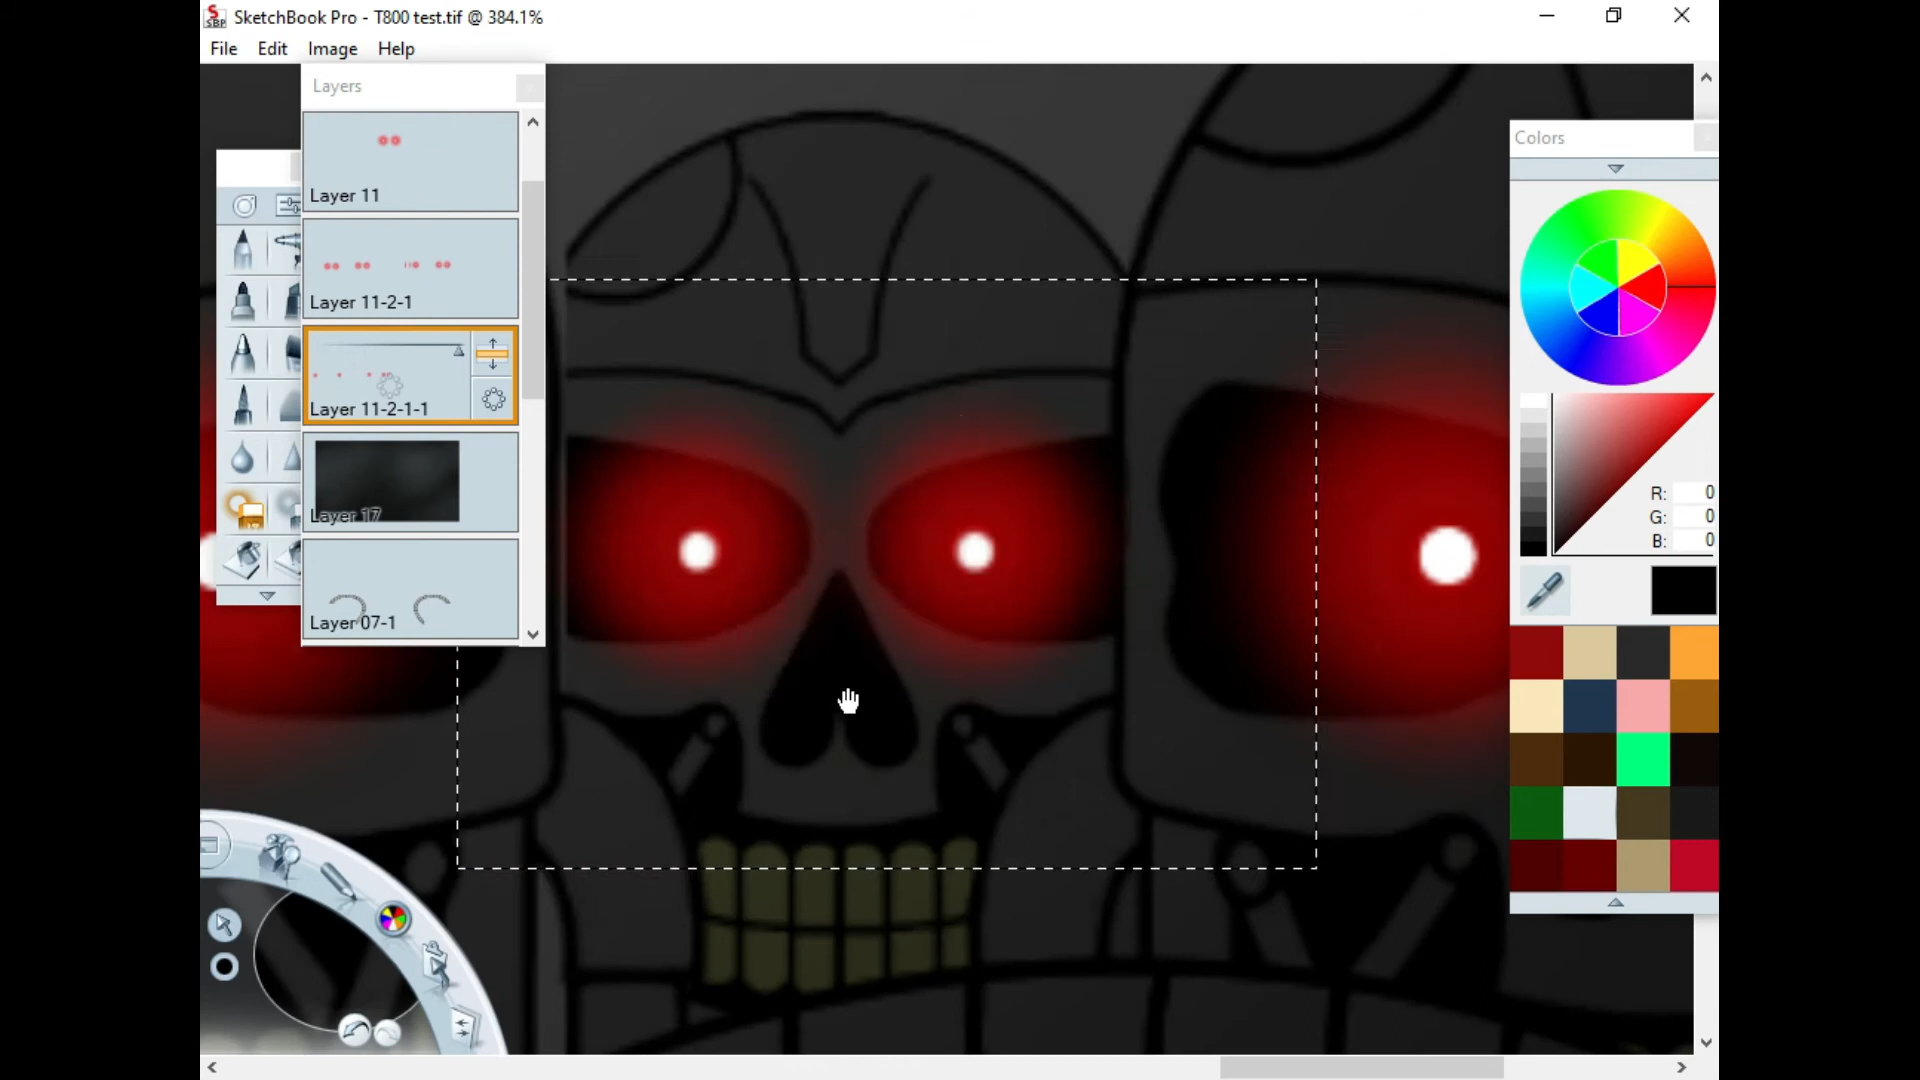 SketchBook Pro - T800 test.tif @ 384.1%
File Edit Image Help
Layers
Layer 11
Layer 11-2-1
Layer 11-2-1-1
Layer 17
Layer 07-1
Colors
R: 0
G: 0
B: 0
S
SBP